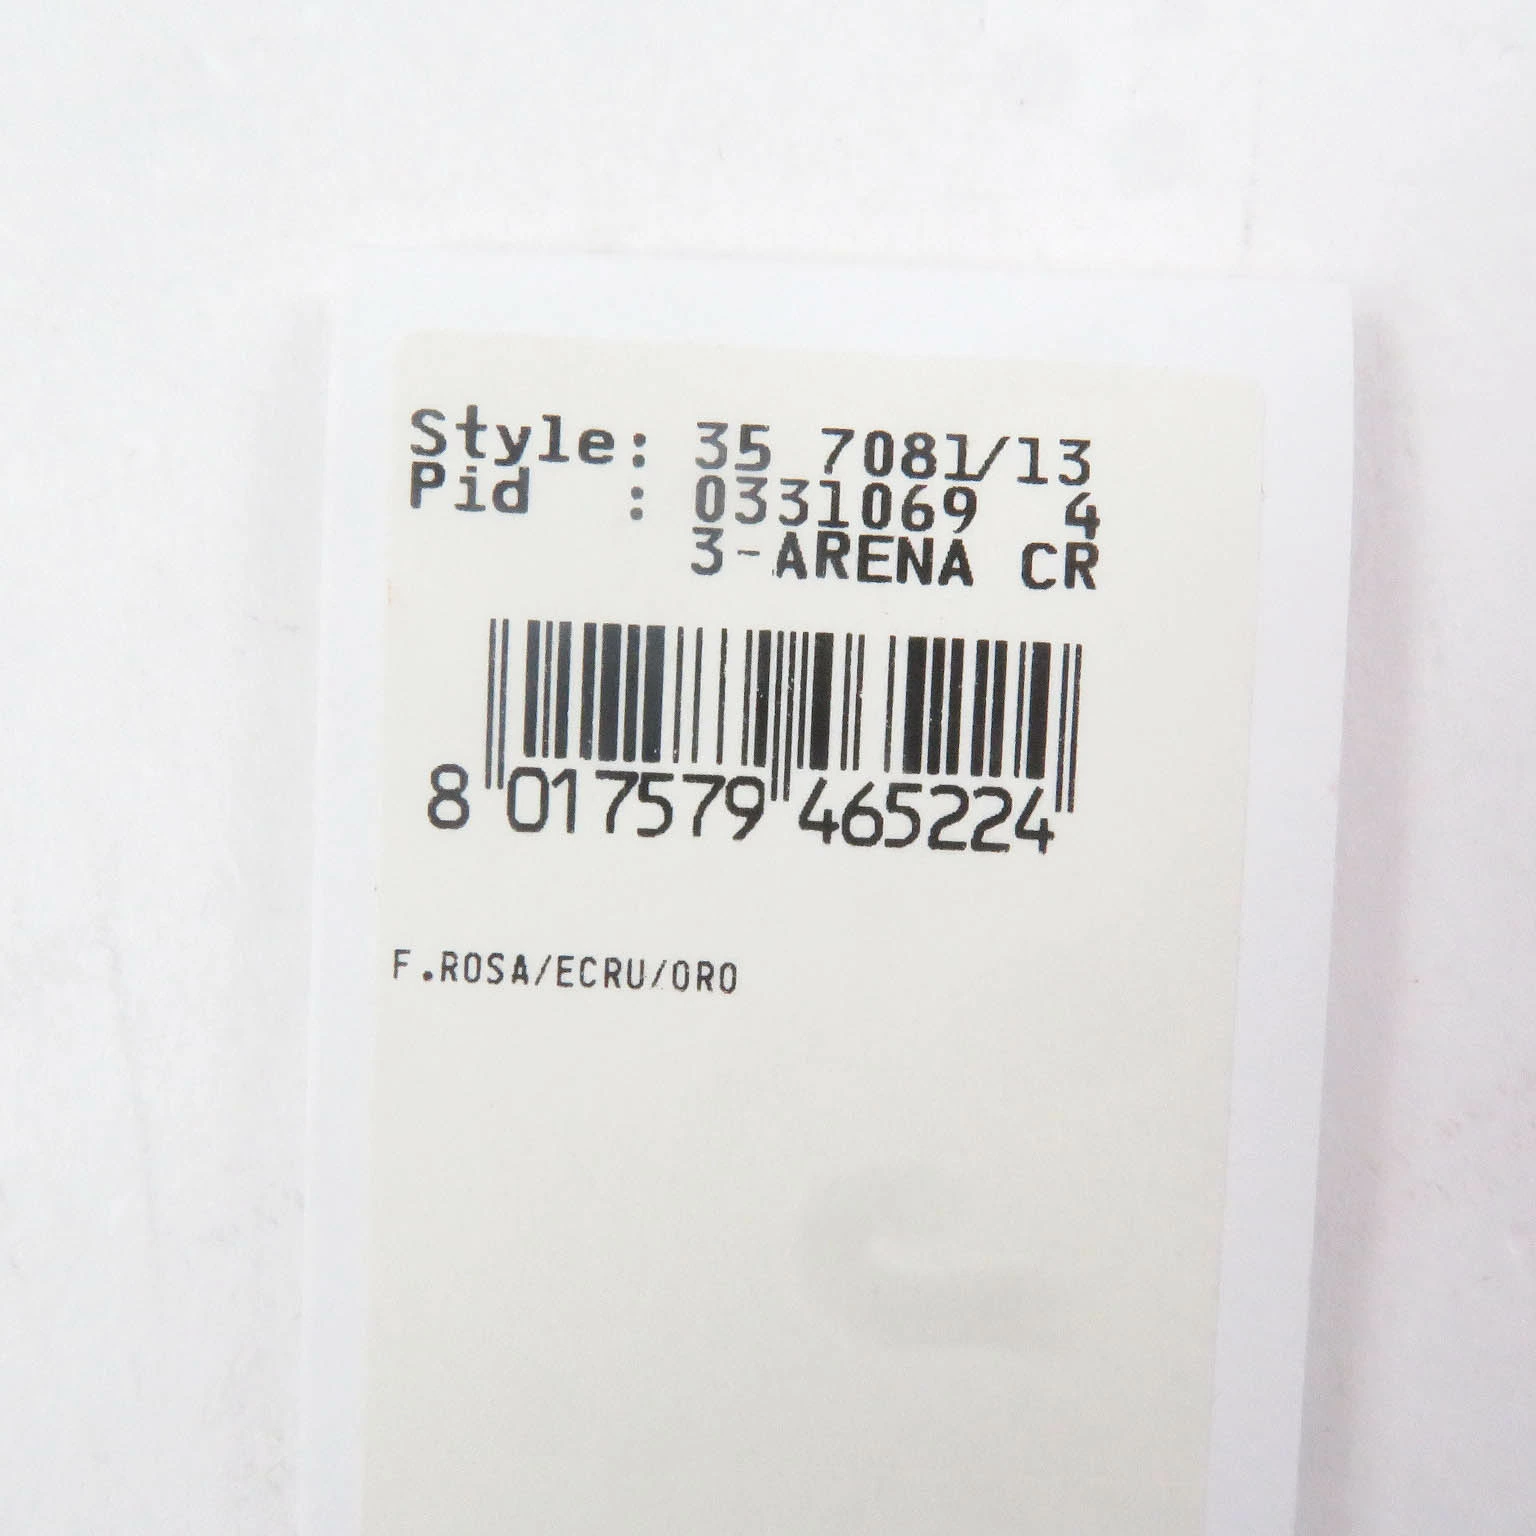 Style: 35 7081/13
Pid : 0331069 4
3-ARENA CR
8 017579 465224
F.ROSA/ECRU/ORO